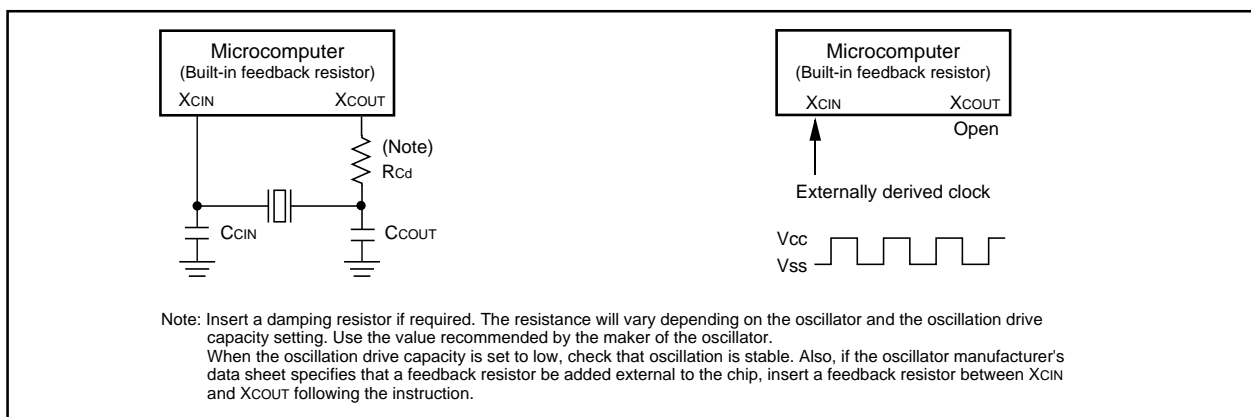 Microcomputer
(Built-in feedback resistor)
XCIN XCOUT
(Note)
RCd
CCIN
CCOUT
Microcomputer
(Built-in feedback resistor)
XCIN XCOUT
Open
Externally derived clock
Vcc
Vss
Note: Insert a damping resistor if required. The resistance will vary depending on the oscillator and the oscillation drive
capacity setting. Use the value recommended by the maker of the oscillator.
When the oscillation drive capacity is set to low, check that oscillation is stable. Also, if the oscillator manufacturer's
data sheet specifies that a feedback resistor be added external to the chip, insert a feedback resistor between XCIN
and XCOUT following the instruction.